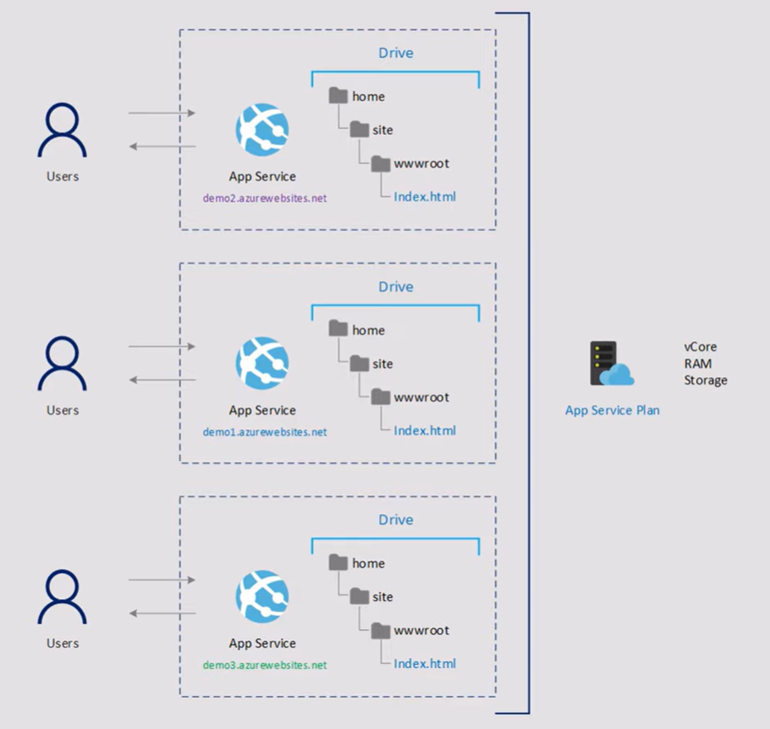 Drive
home
site
wwwroot
Index.html
Users
App Service
demo2.azurewebsites.net
Drive
home
site
wwwroot
Index.html
Users
App Service
demo1.azurewebsites.net
Drive
home
site
wwwroot
Index.html
Users
App Service
demo3.azurewebsites.net
App Service Plan
vCore
RAM
Storage